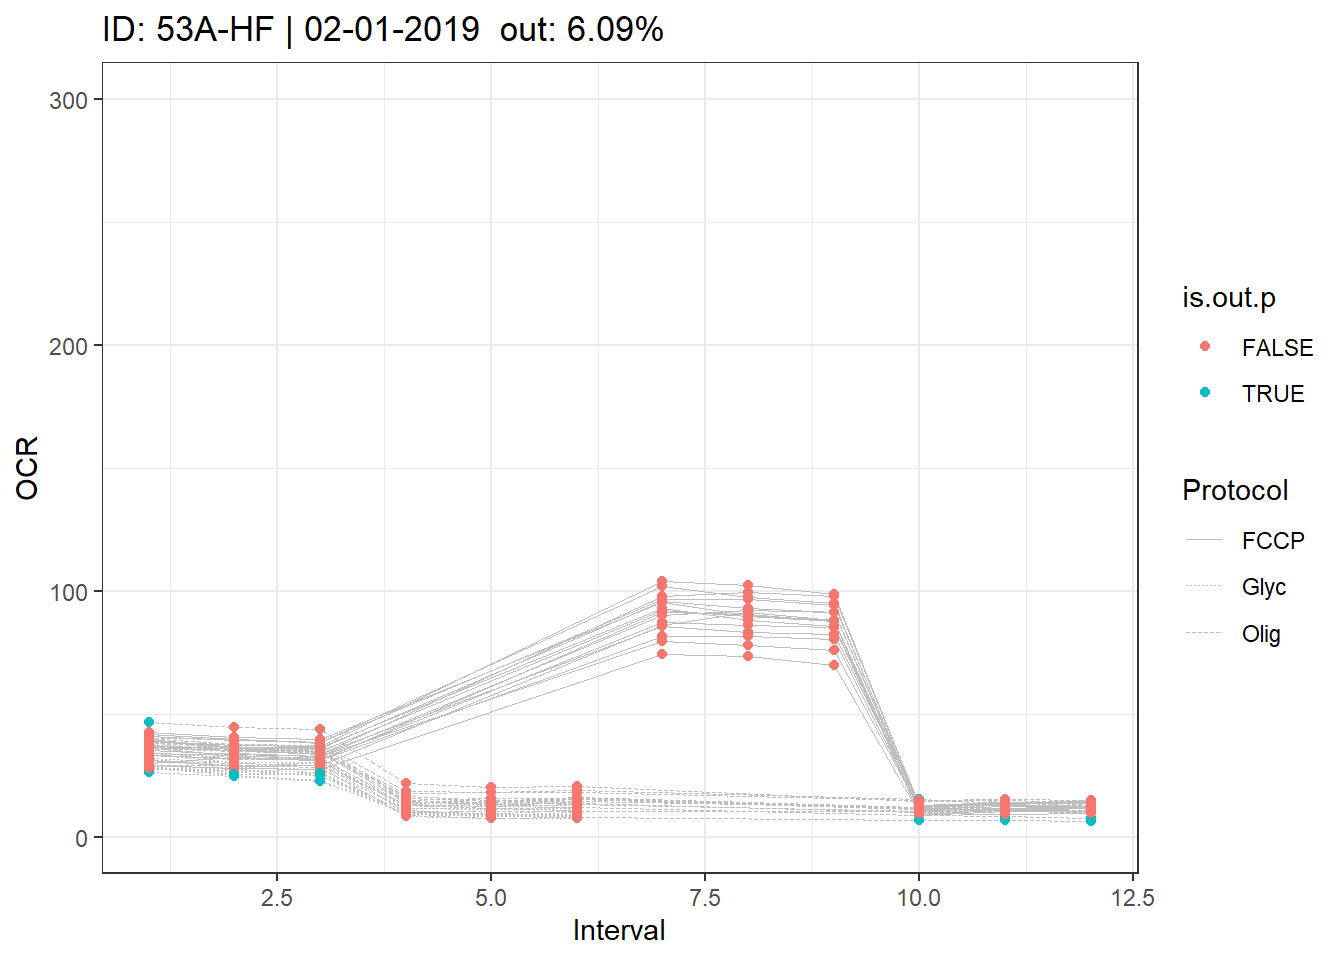 ID: 53A-HF | 02-01-2019  out: 6.09%
300
200
100
0
OCR
2.5
5.0
7.5
10.0
12.5
Interval
is.out.p
FALSE
TRUE
Protocol
FCCP
Glyc
Olig